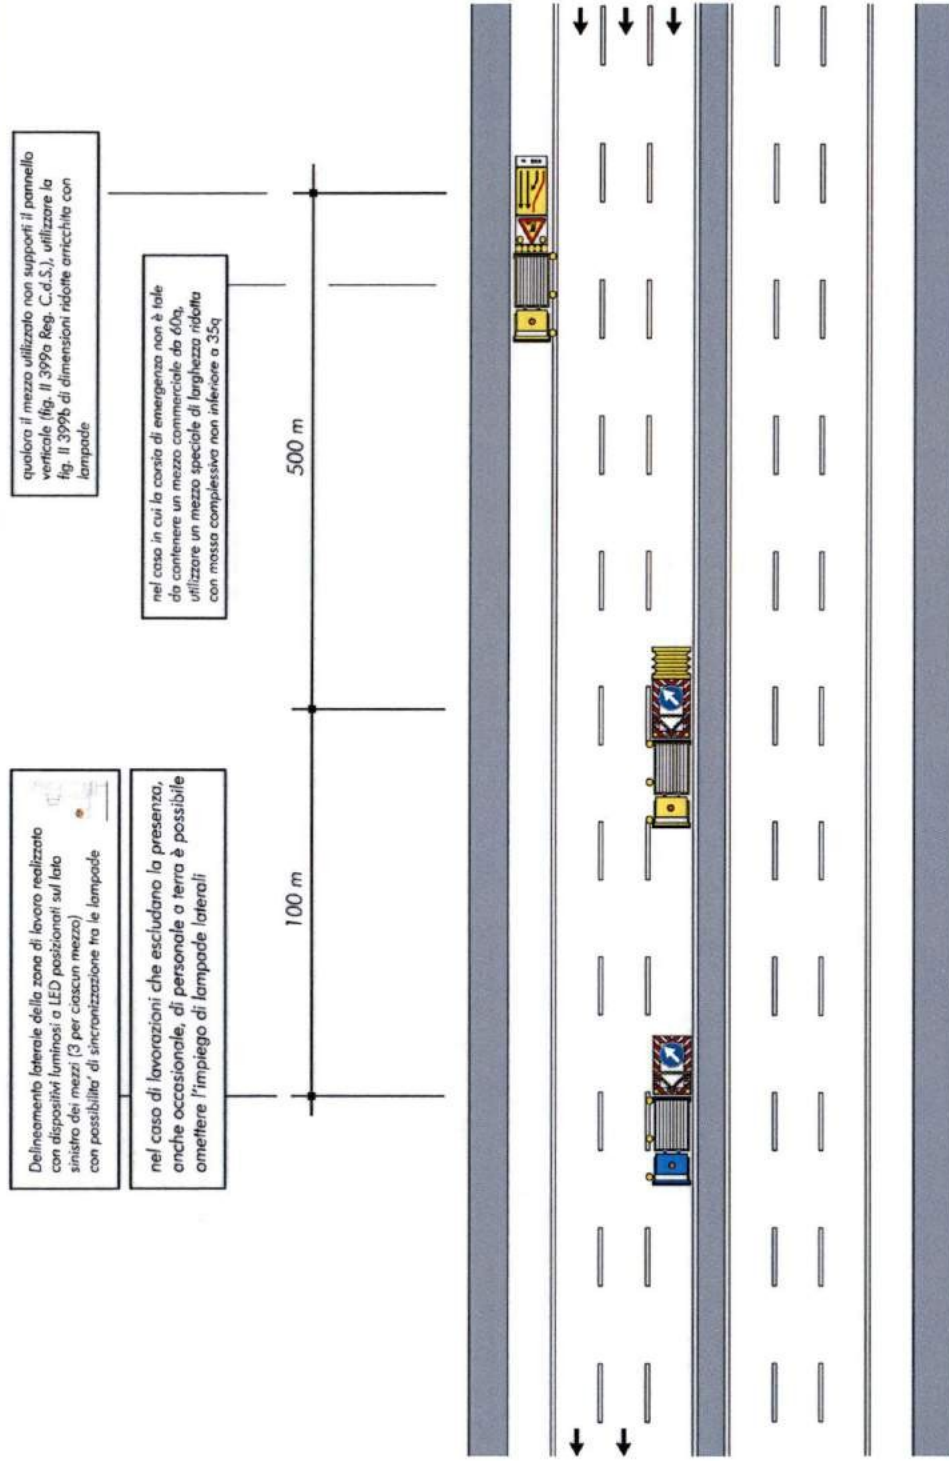 qualora il mezzo utilizzato non supporti il pannello
verticale (fig. II 399a Reg. C.d.S.), utilizzare la
fig. II 399b di dimensioni ridotte arricchita con
lampade
nel caso in cui la corsia di emergenza non è tale
da contenere un mezzo commerciale da 60q,
utilizzare un mezzo speciale di larghezza ridotta
con massa complessiva non inferiore a 35q
500 m
Delineamento laterale della zona di lavoro realizzato
con dispositivi luminosi a LED posizionati sul lato
sinistro dei mezzi (3 per ciascun mezzo)
con possibilita' di sincronizzazione tra le lampade
nel caso di lavorazioni che escludano la presenza,
anche occasionale, di personale a terra è possibile
omettere l'impiego di lampade laterali
100 m